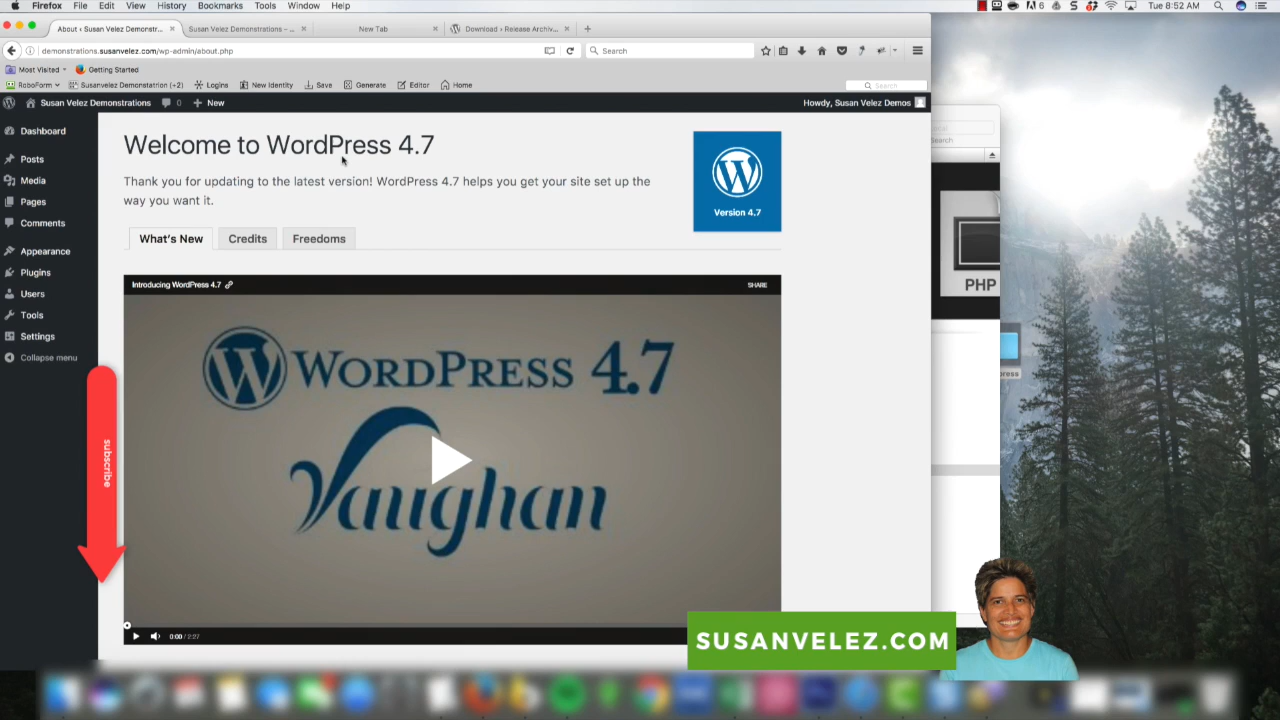 Firefox File Edit View History Bookmarks Tools Window Help
6 Tue 8:52 AM
About ‹ Susan Velez Demonstr... Susan Velez Demonstrations – ... New Tab Download › Release Archiv...
demonstrations.susanvelez.com/wp-admin/about.php Search
Most Visited Getting Started
RoboForm Susanvelez Demonstatrion (+2) Logins New Identity Save Generate Editor Home Search
Susan Velez Demonstrations 0 New Howdy, Susan Velez Demos
Dashboard
Posts
Media
Pages
Comments
Appearance
Plugins
Users
Tools
Settings
Collapse menu
subscribe
Welcome to WordPress 4.7
Thank you for updating to the latest version! WordPress 4.7 helps you get your site set up the
way you want it.
Version 4.7
What's New Credits Freedoms
Introducing WordPress 4.7 SHARE
WORDPRESS 4.7
Vaughan
0:00 / 2:27
Search
PHP
press
SUSANVELEZ.COM